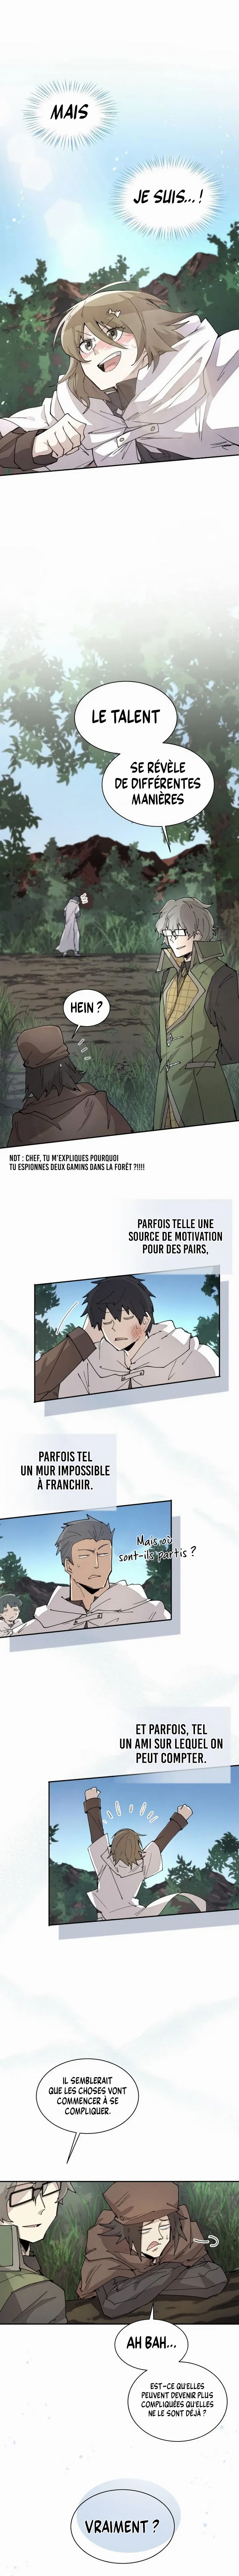 MAIS
JE SUIS... !
LE TALENT
SE RÉVÈLE
DE DIFFÉRENTES
MANIÈRES
HEIN ?
NDT : CHEF, TU M'EXPLIQUES POURQUOI
TU ESPIONNES DEUX GAMINS DANS LA FORÊT ?!!!!
PARFOIS TELLE UNE
SOURCE DE MOTIVATION
POUR DES PAIRS,
PARFOIS TEL
UN MUR IMPOSSIBLE
À FRANCHIR.
Mais où
sont-ils partis ?
ET PARFOIS, TEL
UN AMI SUR LEQUEL ON
PEUT COMPTER.
IL SEMBLERAIT
QUE LES CHOSES VONT
COMMENCER À SE
COMPLIQUER.
AH BAH...
EST-CE QU'ELLES
PEUVENT DEVENIR PLUS
COMPLIQUÉES QU'ELLES
NE LE SONT DÉJÀ ?
VRAIMENT ?